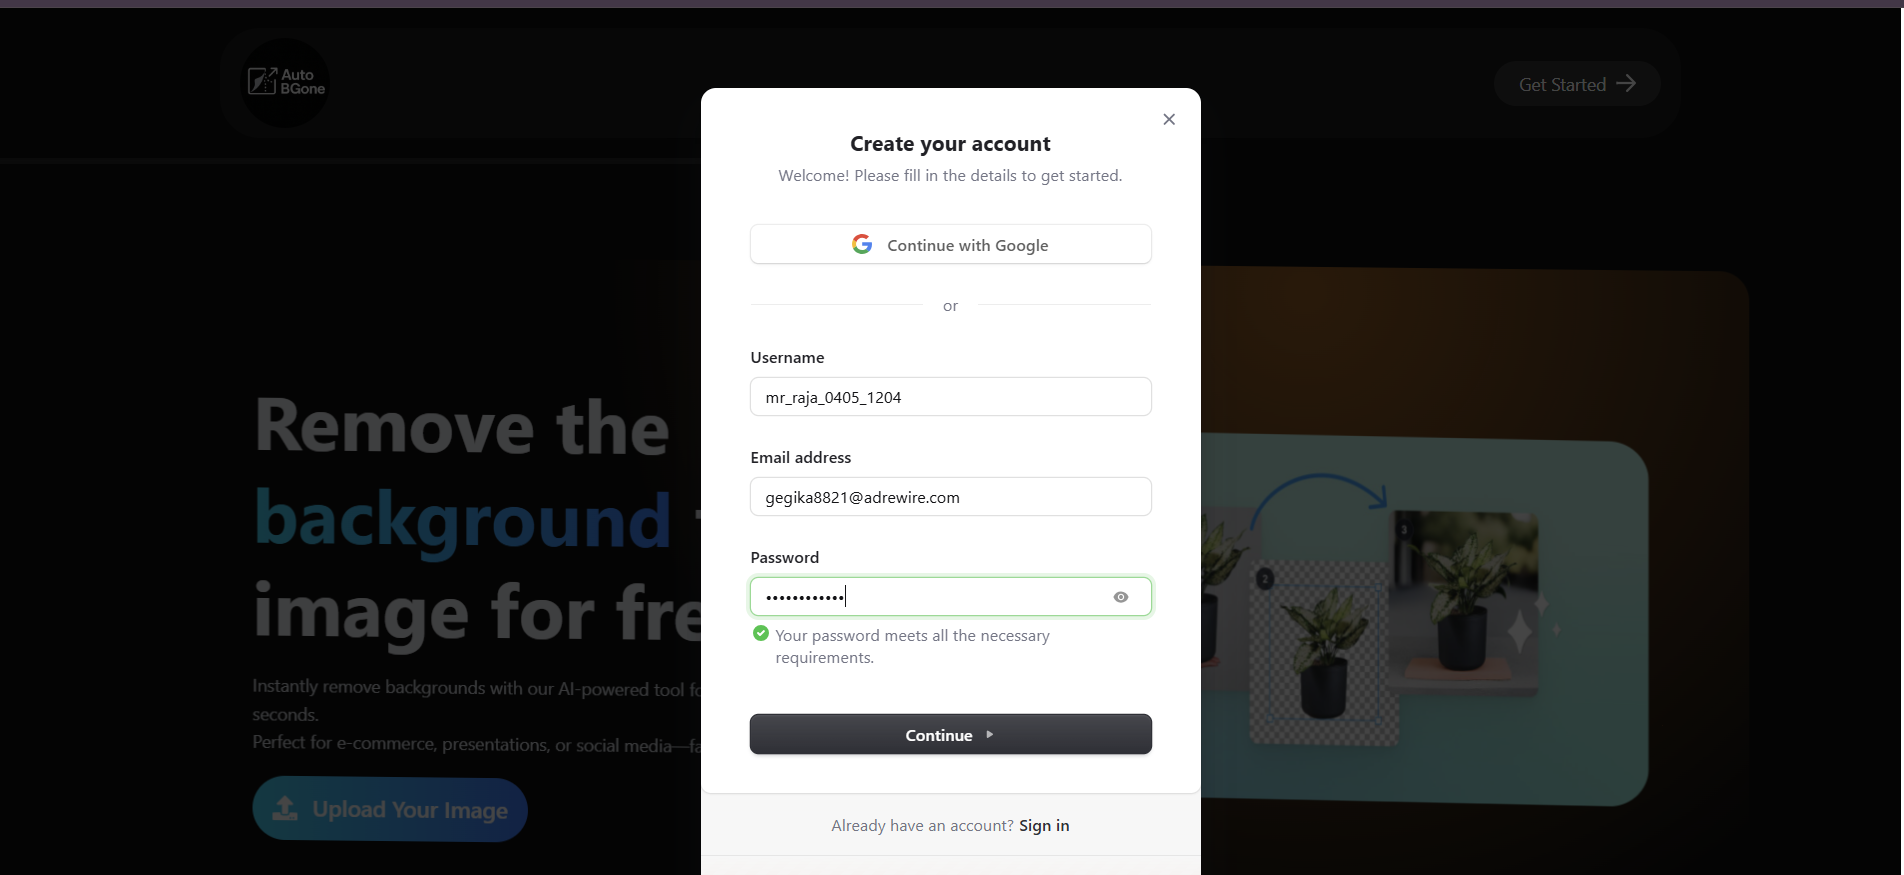 Auto
BGone
Get Started
Create your account
Welcome! Please fill in the details to get started.
Continue with Google
or
Username
mr_raja_0405_1204
Email address
gegika8821@adrewire.com
Password
••••••••••••
Your password meets all the necessary
requirements.
Continue
Already have an account? Sign in
Remove the
background
image for fre
Instantly remove backgrounds with our AI-powered tool
seconds.
Perfect for e-commerce, presentations, or social media—
Upload Your Image
2
3